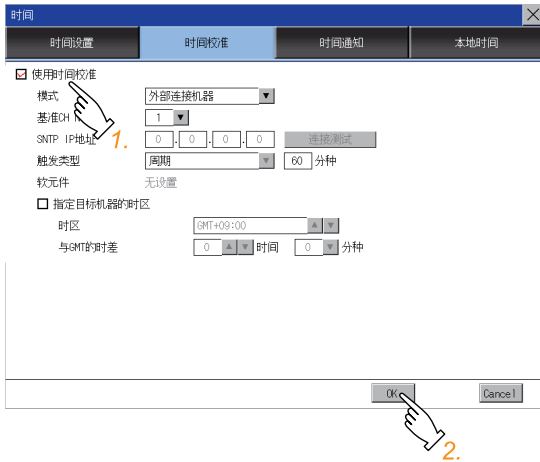 时间
时间设置 时间校准 时间通知 本地时间
使用时间校准
模式 外部连接机器
基准CH 1
SNTP IP地址 0 . 0 . 0 . 0 连接测试
1.
触发类型 周期 60 分钟
软元件 无设置
指定目标机器的时区
时区 GMT+09:00
与GMT的时差 0 时间 0 分钟
OK Cancel
2.